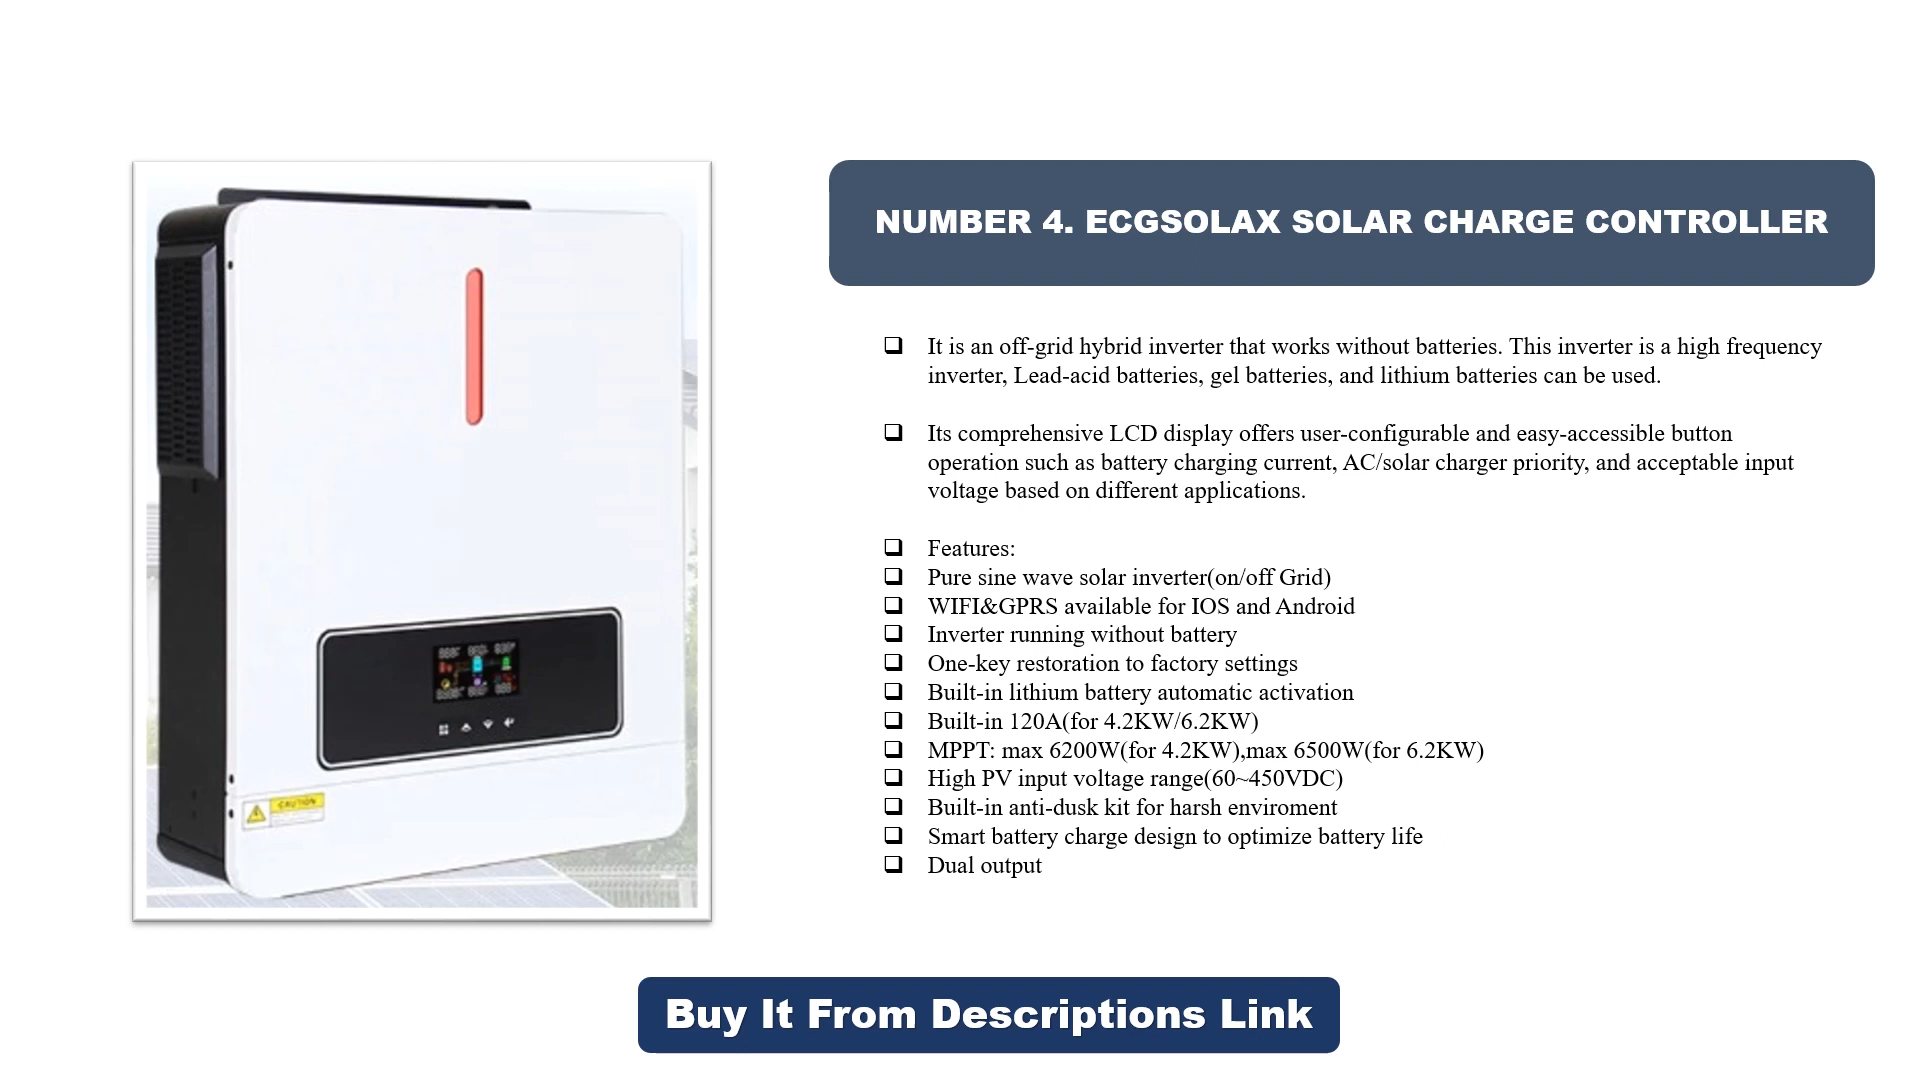 NUMBER 4. ECGSOLAX SOLAR CHARGE CONTROLLER
It is an off-grid hybrid inverter that works without batteries. This inverter is a high frequency
inverter, Lead-acid batteries, gel batteries, and lithium batteries can be used.
Its comprehensive LCD display offers user-configurable and easy-accessible button
operation such as battery charging current, AC/solar charger priority, and acceptable input
voltage based on different applications.
Features:
Pure sine wave solar inverter(on/off Grid)
WIFI&GPRS available for IOS and Android
Inverter running without battery
One-key restoration to factory settings
Built-in lithium battery automatic activation
Built-in 120A(for 4.2KW/6.2KW)
MPPT: max 6200W(for 4.2KW),max 6500W(for 6.2KW)
High PV input voltage range(60~450VDC)
Built-in anti-dusk kit for harsh enviroment
Smart battery charge design to optimize battery life
Dual output
CAUTION
Buy It From Descriptions Link